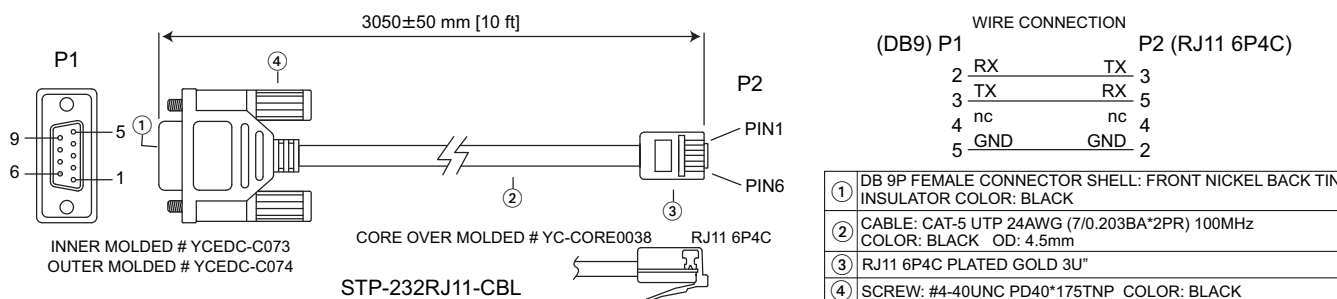 3050±50 mm [10 ft]
P1
4
P2
9
5
1
6
1
PIN1
PIN6
2
3
INNER MOLDED # YCEDC-C073
OUTER MOLDED # YCEDC-C074
CORE OVER MOLDED # YC-CORE0038
RJ11 6P4C
STP-232RJ11-CBL
WIRE CONNECTION
(DB9) P1 P2 (RJ11 6P4C)
2 RX TX 3
3 TX RX 5
4 nc nc 4
5 GND GND 2
1 DB 9P FEMALE CONNECTOR SHELL: FRONT NICKEL BACK TIN
INSULATOR COLOR: BLACK
2 CABLE: CAT-5 UTP 24AWG (7/0.203BA*2PR) 100MHz
COLOR: BLACK OD: 4.5mm
3 RJ11 6P4C PLATED GOLD 3U"
4 SCREW: #4-40UNC PD40*175TNP COLOR: BLACK